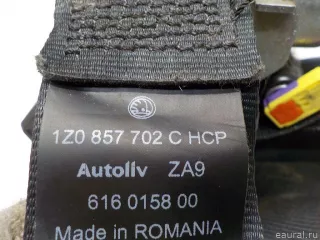 1Z0 857 702 C HCP
Autoliv ZA9
616 0158 00
Made in ROMANIA
eaural.ru